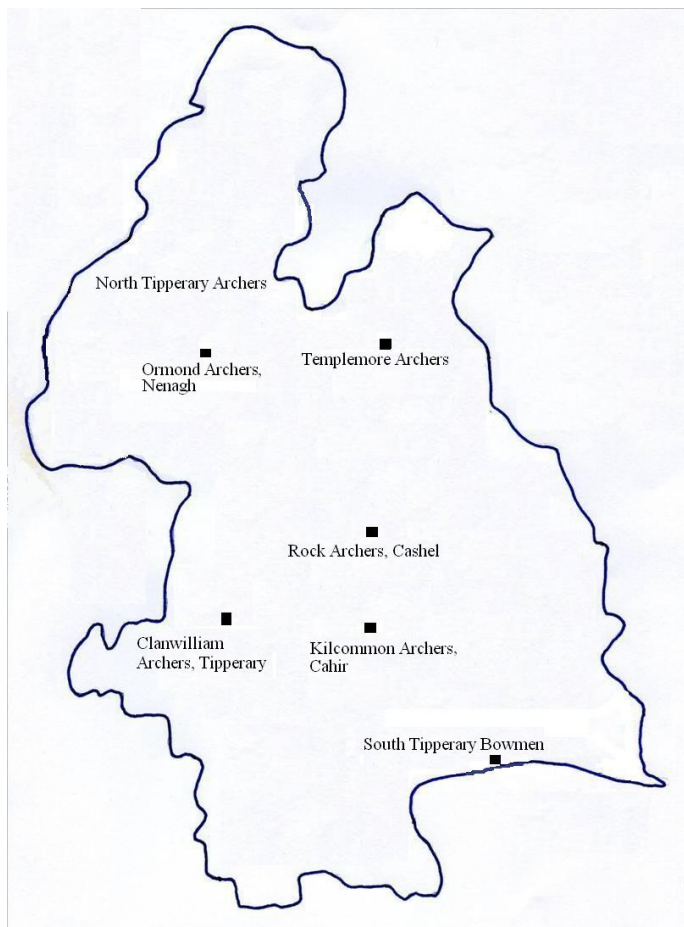 North Tipperary Archers
Ormond Archers,
Nenagh
Templemore Archers
Rock Archers, Cashel
Clanwilliam
Archers, Tipperary
Kilcommon Archers,
Cahir
South Tipperary Bowmen